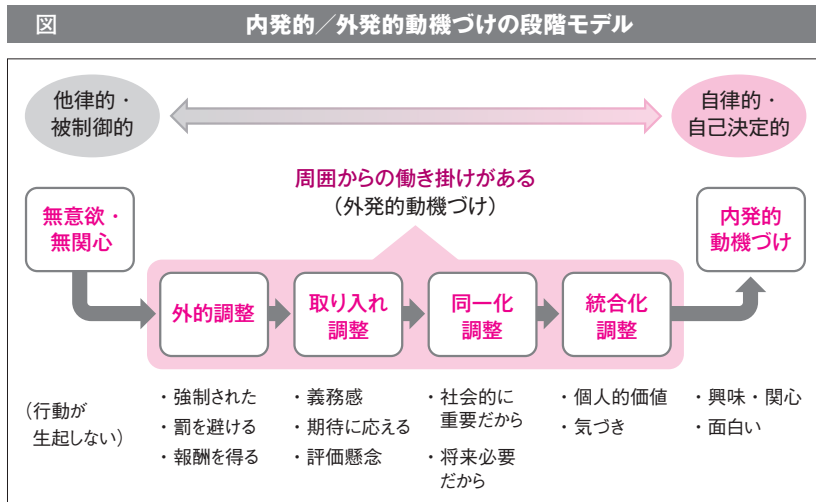 図 内発的／外発的動機づけの段階モデル
他律的・
被制御的
自律的・
自己決定的
周囲からの働き掛けがある
（外発的動機づけ）
無意欲・
無関心
内発的
動機づけ
外的調整
取り入れ
調整
同一化
調整
統合化
調整
（行動が
生起しない）
・強制された
・罰を避ける
・報酬を得る
・義務感
・期待に応える
・評価懸念
・社会的に
重要だから
・将来必要
だから
・個人的価値
・気づき
・興味・関心
・面白い